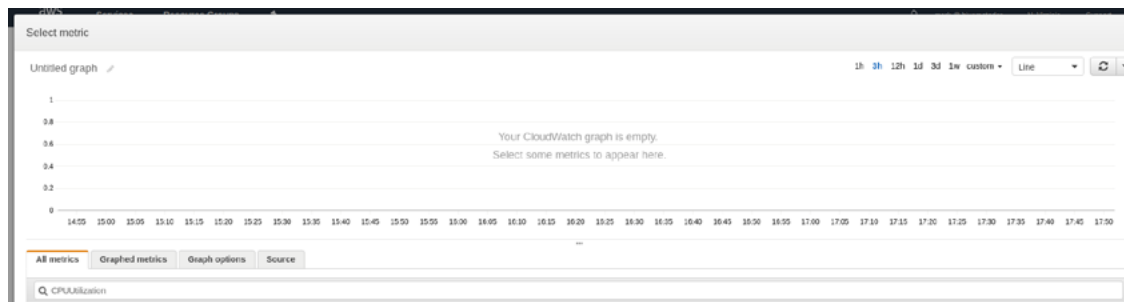 Select metric
Untitled graph
1h 3h 12h 1d 3d 1w custom Line
1
0.8
Your CloudWatch graph is empty.
0.6
Select some metrics to appear here.
0.4
0.2
0
14:55 15:00 15:05 15:10 15:15 15:20 15:25 15:30 15:35 15:40 15:45 15:50 15:55 16:00 16:05 16:10 16:15 16:20 16:25 16:30 16:35 16:40 16:45 16:50 16:55 17:00 17:05 17:10 17:15 17:20 17:25 17:30 17:35 17:40 17:45 17:50
All metrics Graphed metrics Graph options Source
CPUUtilization